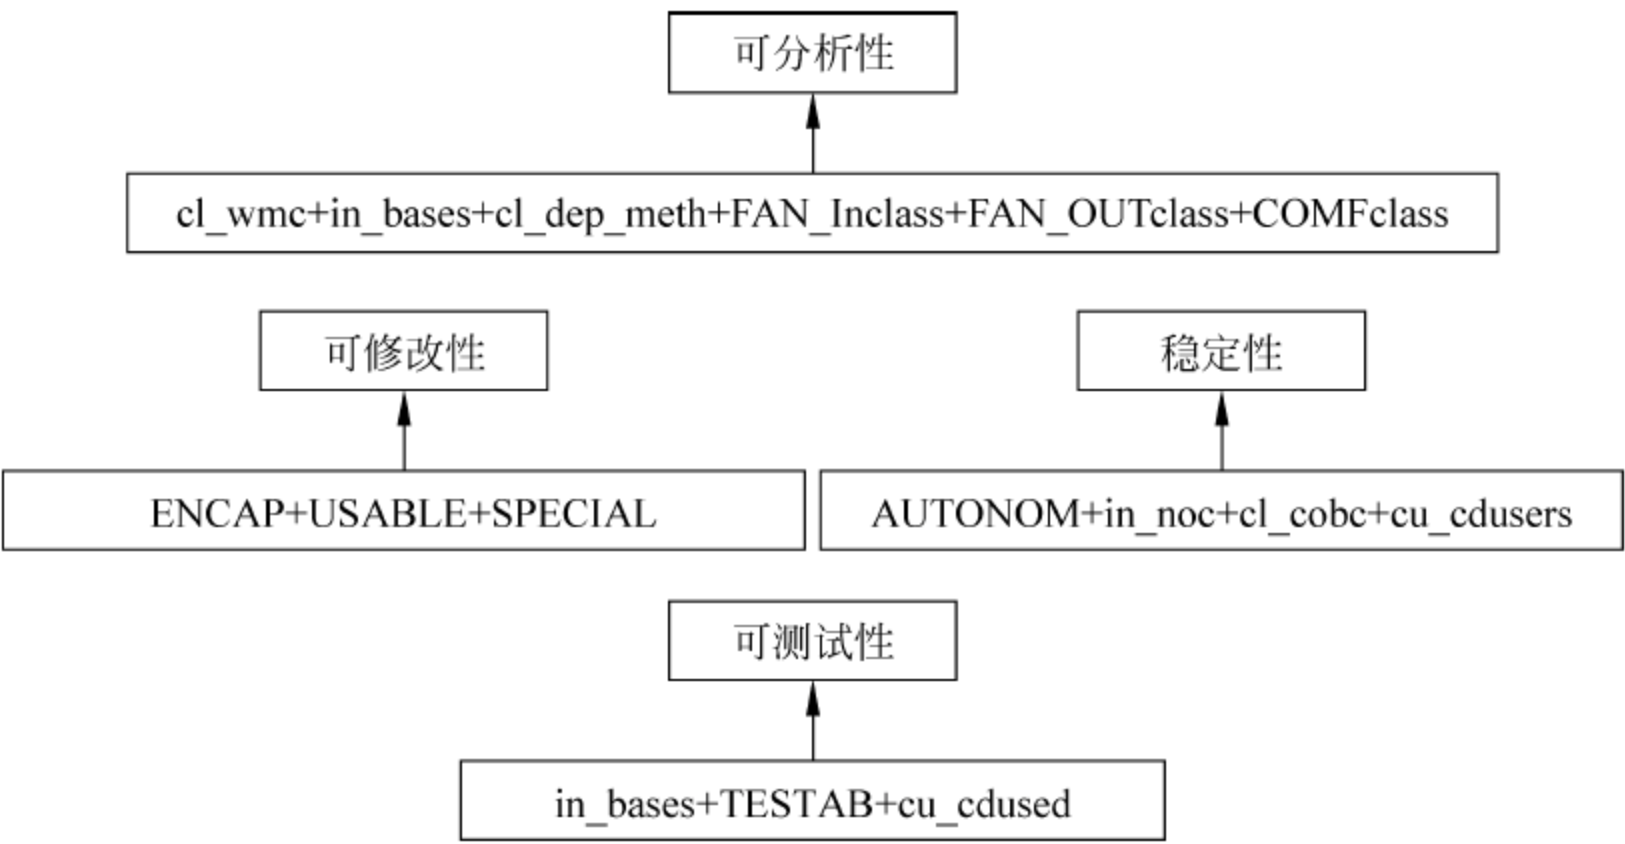 可分析性
cl_wmc+in_bases+cl_dep_meth+FAN_Inclass+FAN_OUTclass+COMFclass
可修改性
稳定性
ENCAP+USABLE+SPECIAL
AUTONOM+in_noc+cl_cobc+cu_cdusers
可测试性
in_bases+TESTAB+cu_cdused